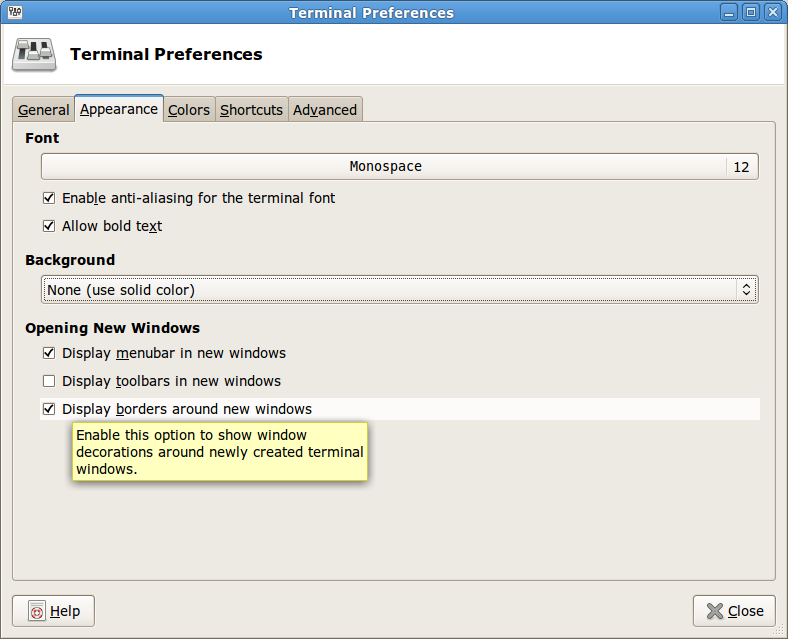 Terminal Preferences
Terminal Preferences
General Appearance Colors Shortcuts Advanced
Font
Monospace 12
Enable anti-aliasing for the terminal font
Allow bold text
Background
None (use solid color)
Opening New Windows
Display menubar in new windows
Display toolbars in new windows
Display borders around new windows
Enable this option to show window
decorations around newly created terminal
windows.
Help Close